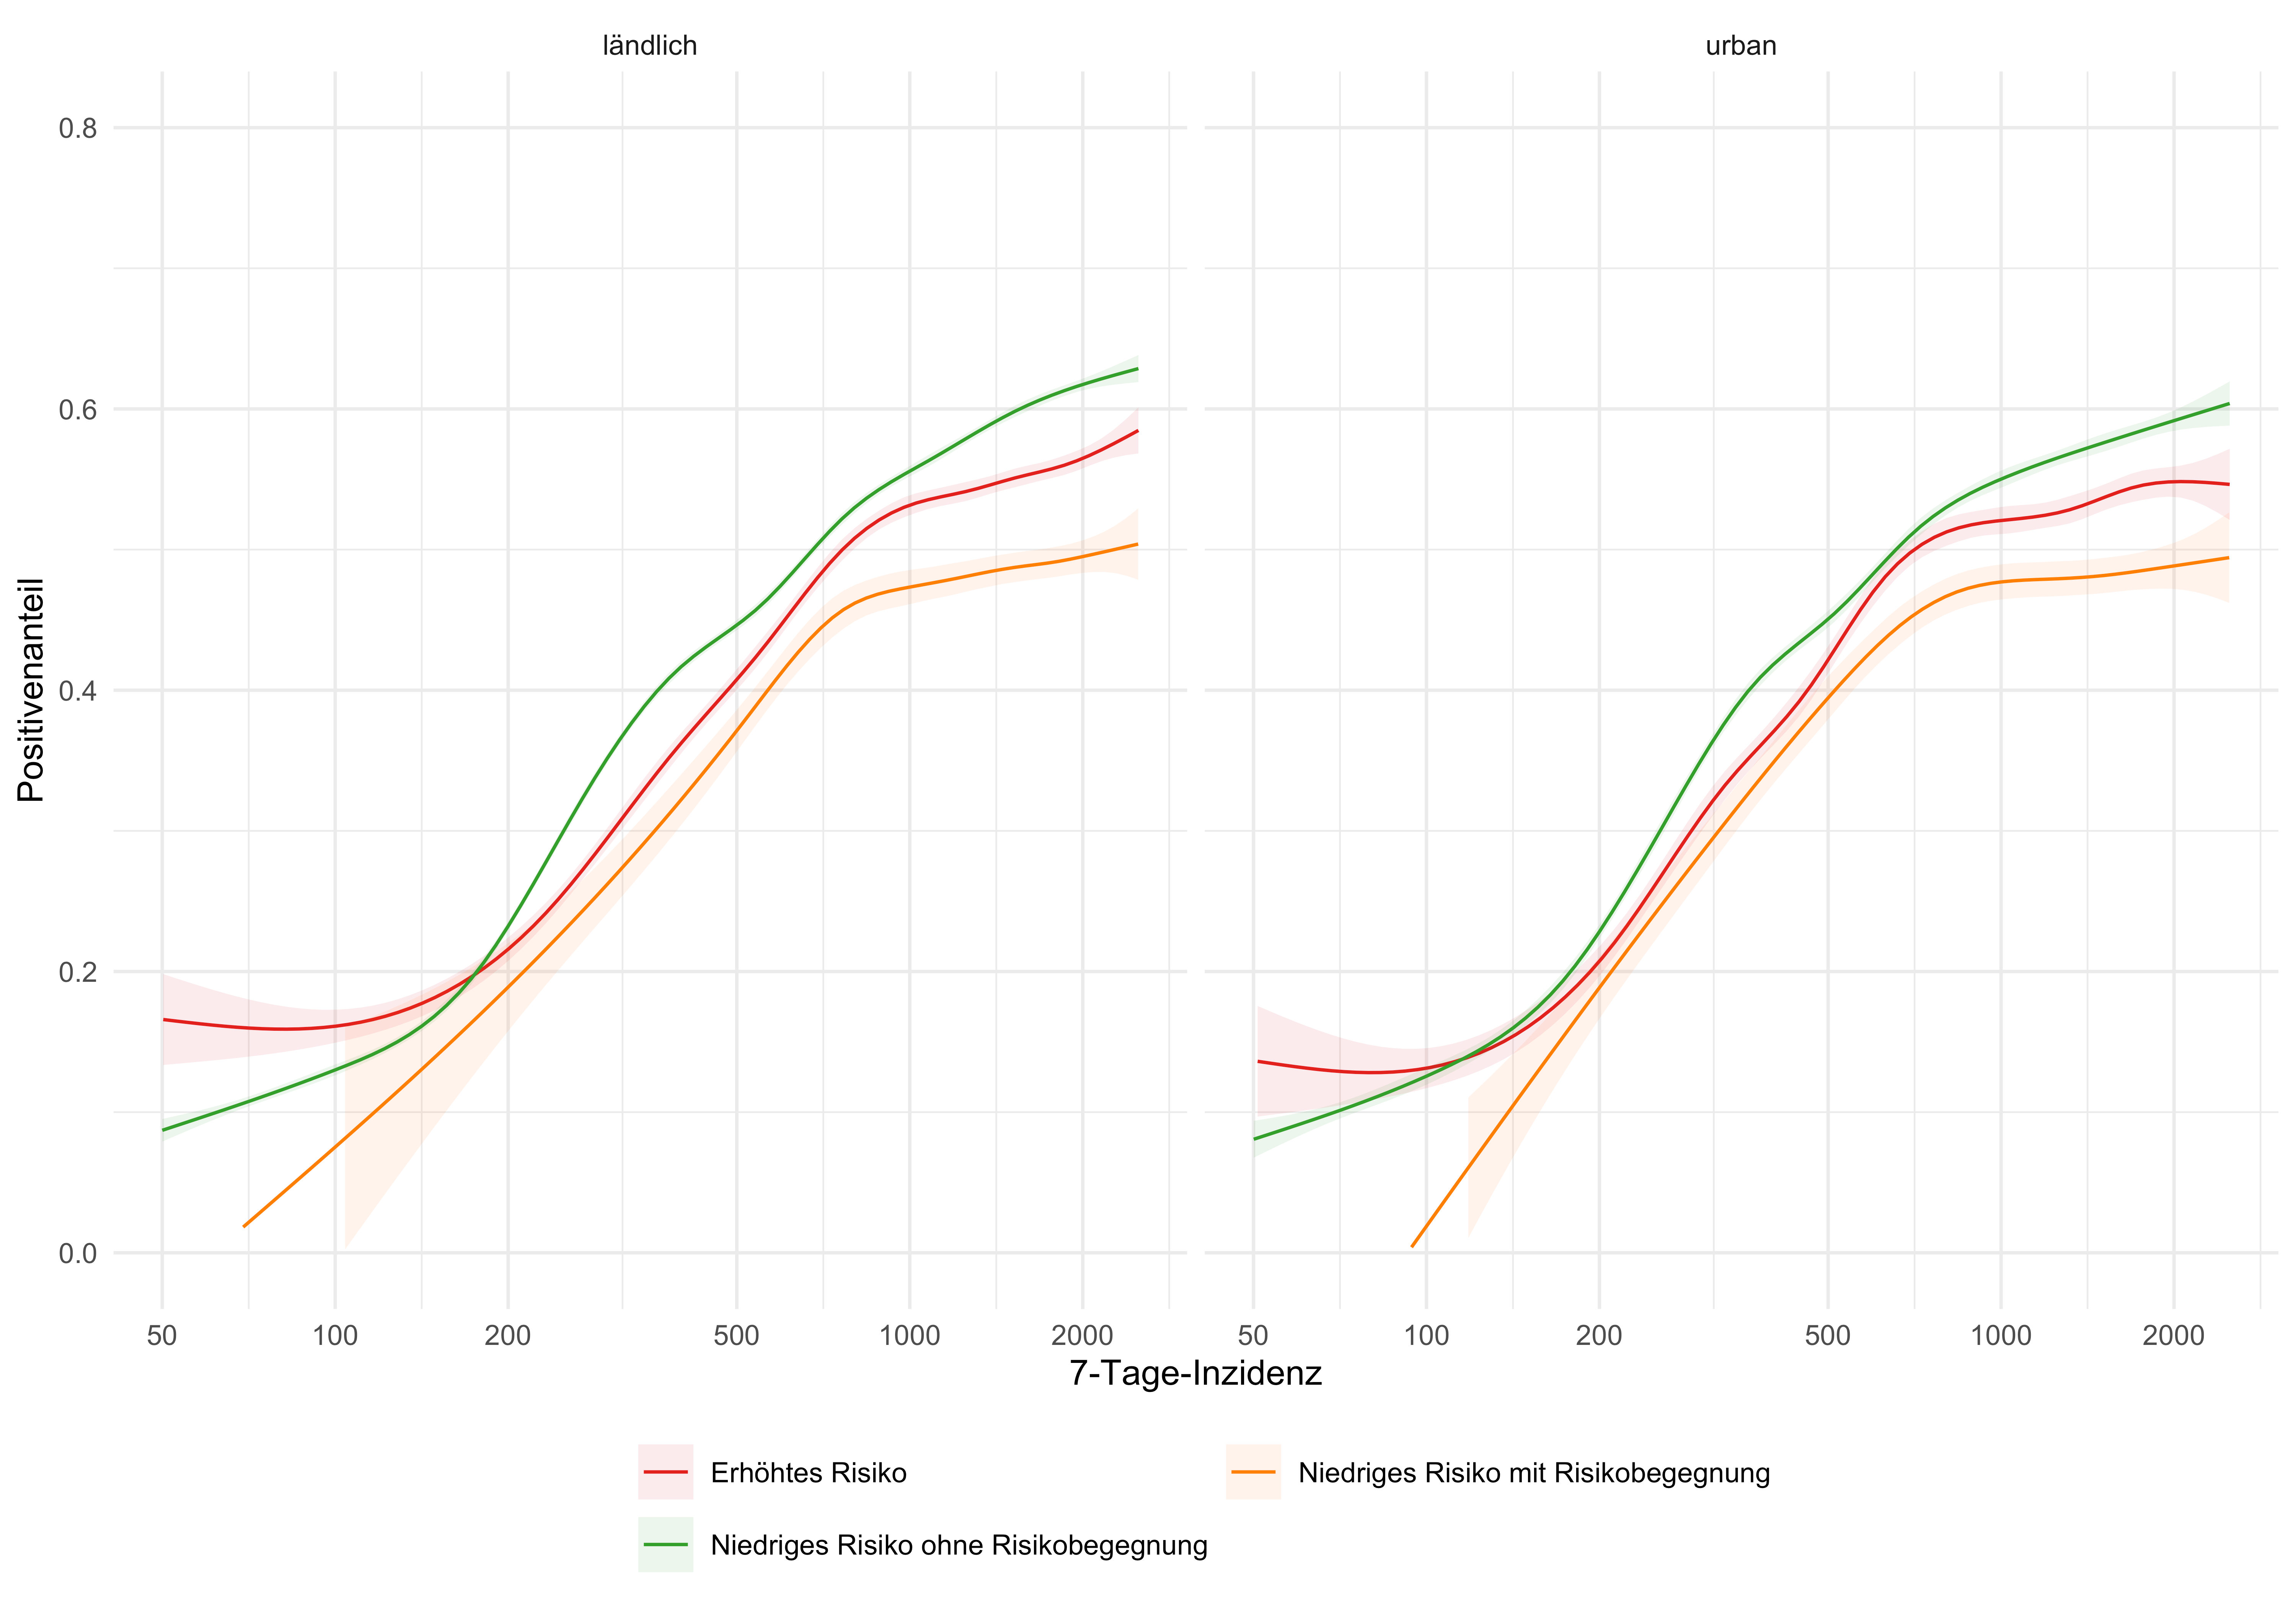 ländlich
urban
Positivenanteil
0.8
0.6
0.4
0.2
0.0
50 100 200 500 1000 2000
50 100 200 500 1000 2000
7-Tage-Inzidenz
Erhöhtes Risiko
Niedriges Risiko mit Risikobegegnung
Niedriges Risiko ohne Risikobegegnung